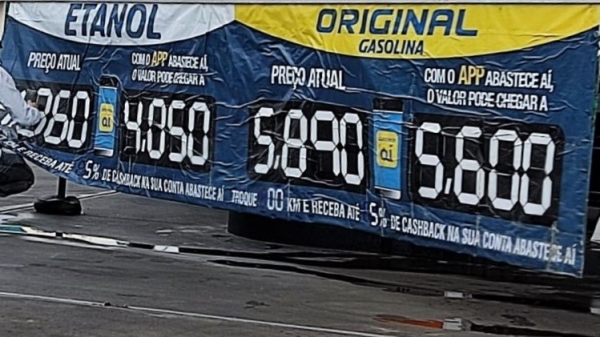 ETANOL
PREÇO ATUAL
COM O APP ABASTECE AÍ,
O VALOR PODE CHEGAR A
4.050
E RECEBA ATÉ 5% DE CASHBACK NA SUA CONTA ABASTECE AÍ
ORIGINAL
GASOLINA
PREÇO ATUAL
COM O APP ABASTECE AÍ,
O VALOR PODE CHEGAR A
5.890
aí
5.600
TROQUE 00 KM E RECEBA ATÉ 5% DE CASHBACK NA SUA CONTA ABASTECE AÍ